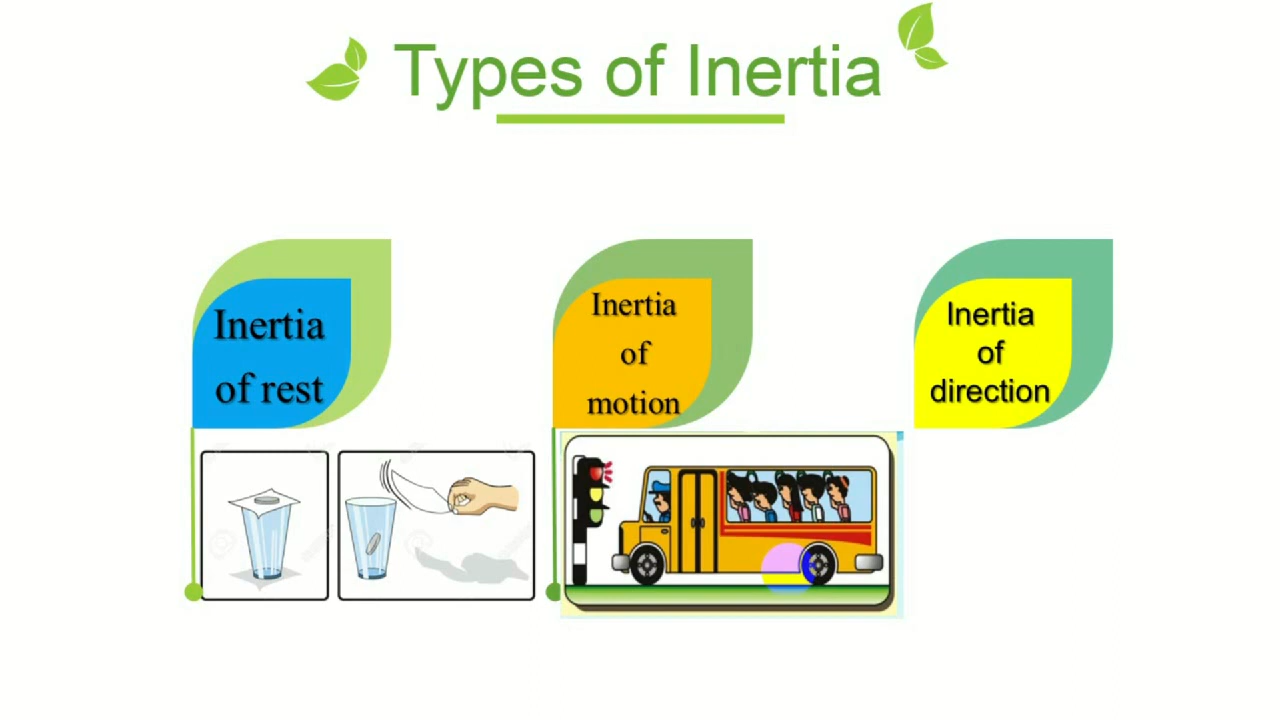 Types of Inertia
Inertia
of rest
Inertia
of
motion
Inertia
of
direction